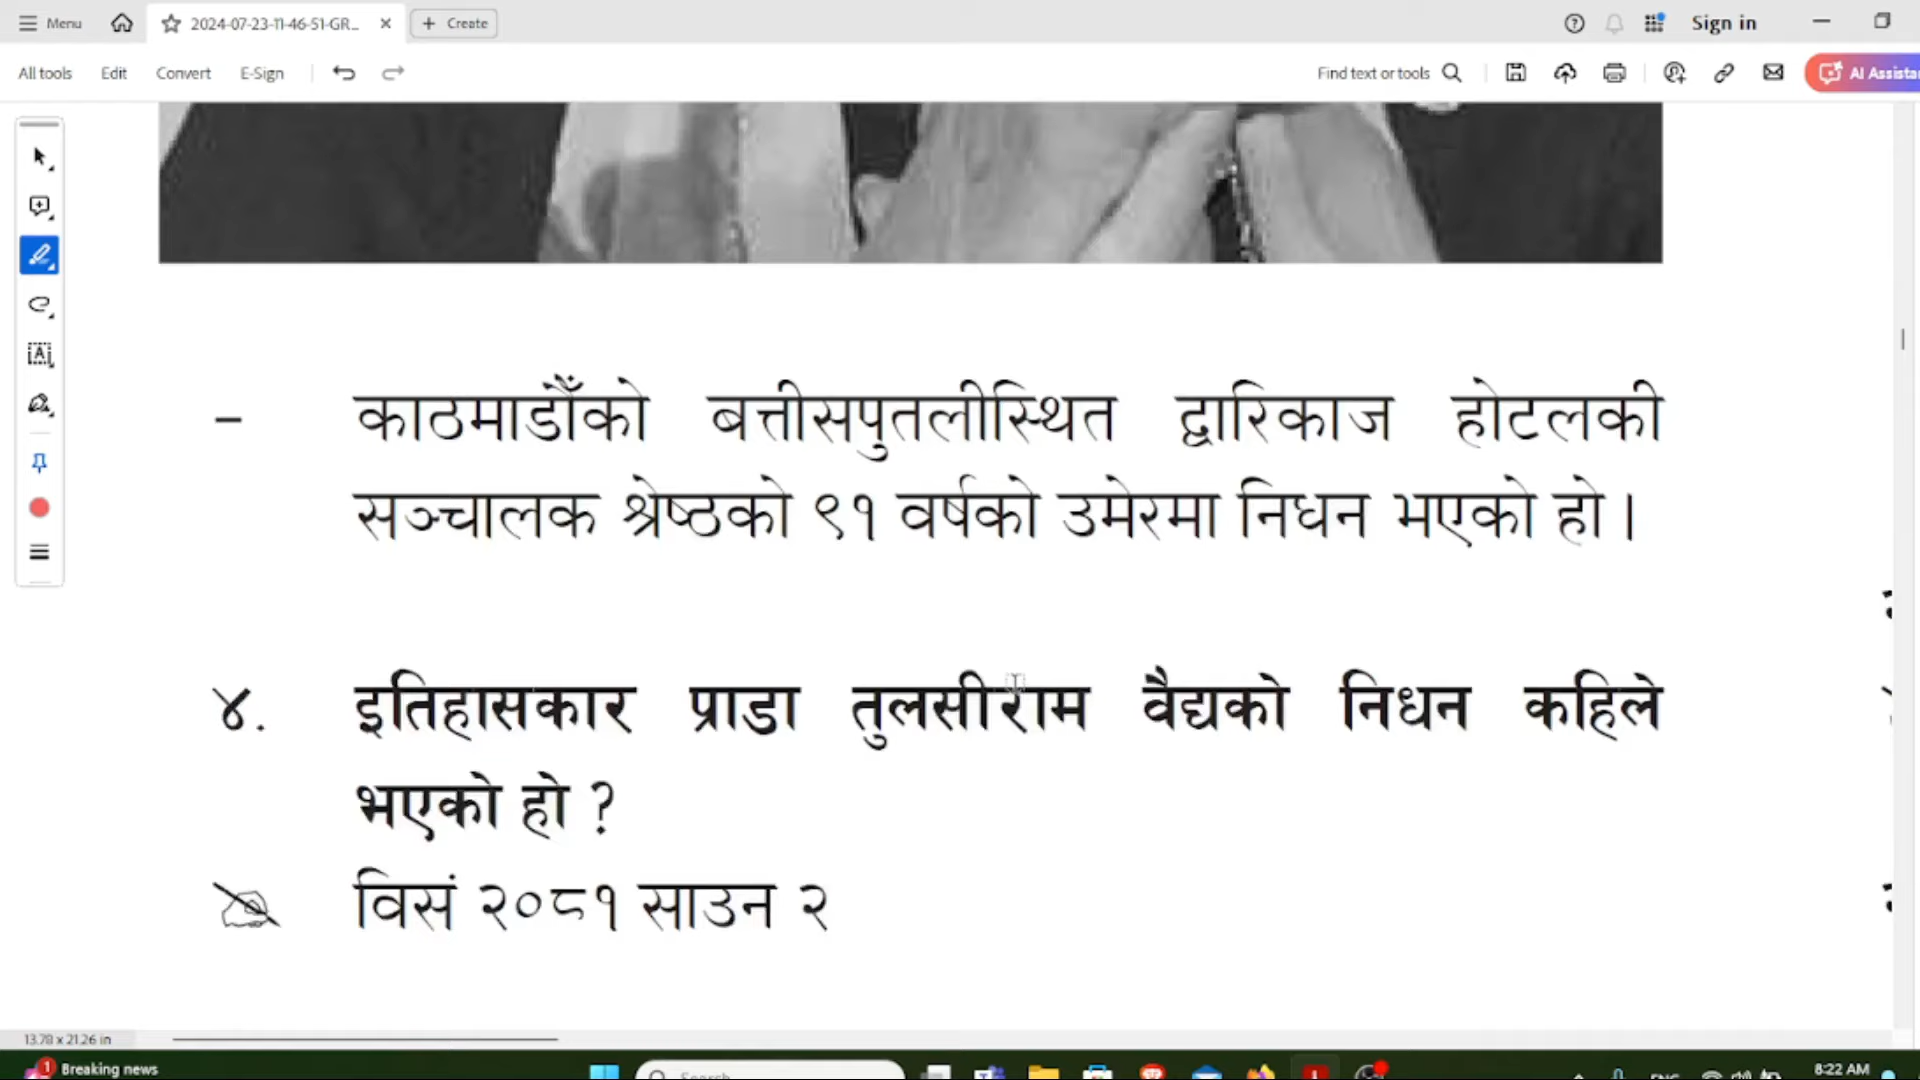 Menu
2024-07-23-11-46-51-GR...
Create
Sign in
All tools Edit Convert E-Sign
Find text or tools
AI Assista
– काठमाडौँको बत्तीसपुतलीस्थित द्वारिकाज होटलकी
सञ्चालक श्रेष्ठको ९१ वर्षको उमेरमा निधन भएको हो ।
४. इतिहासकार प्राडा तुलसीराम वैद्यको निधन कहिले
भएको हो ?
विसं २०८१ साउन २
13.78 x 21.26 in
1 Breaking news
Search
ENG
8:22 AM